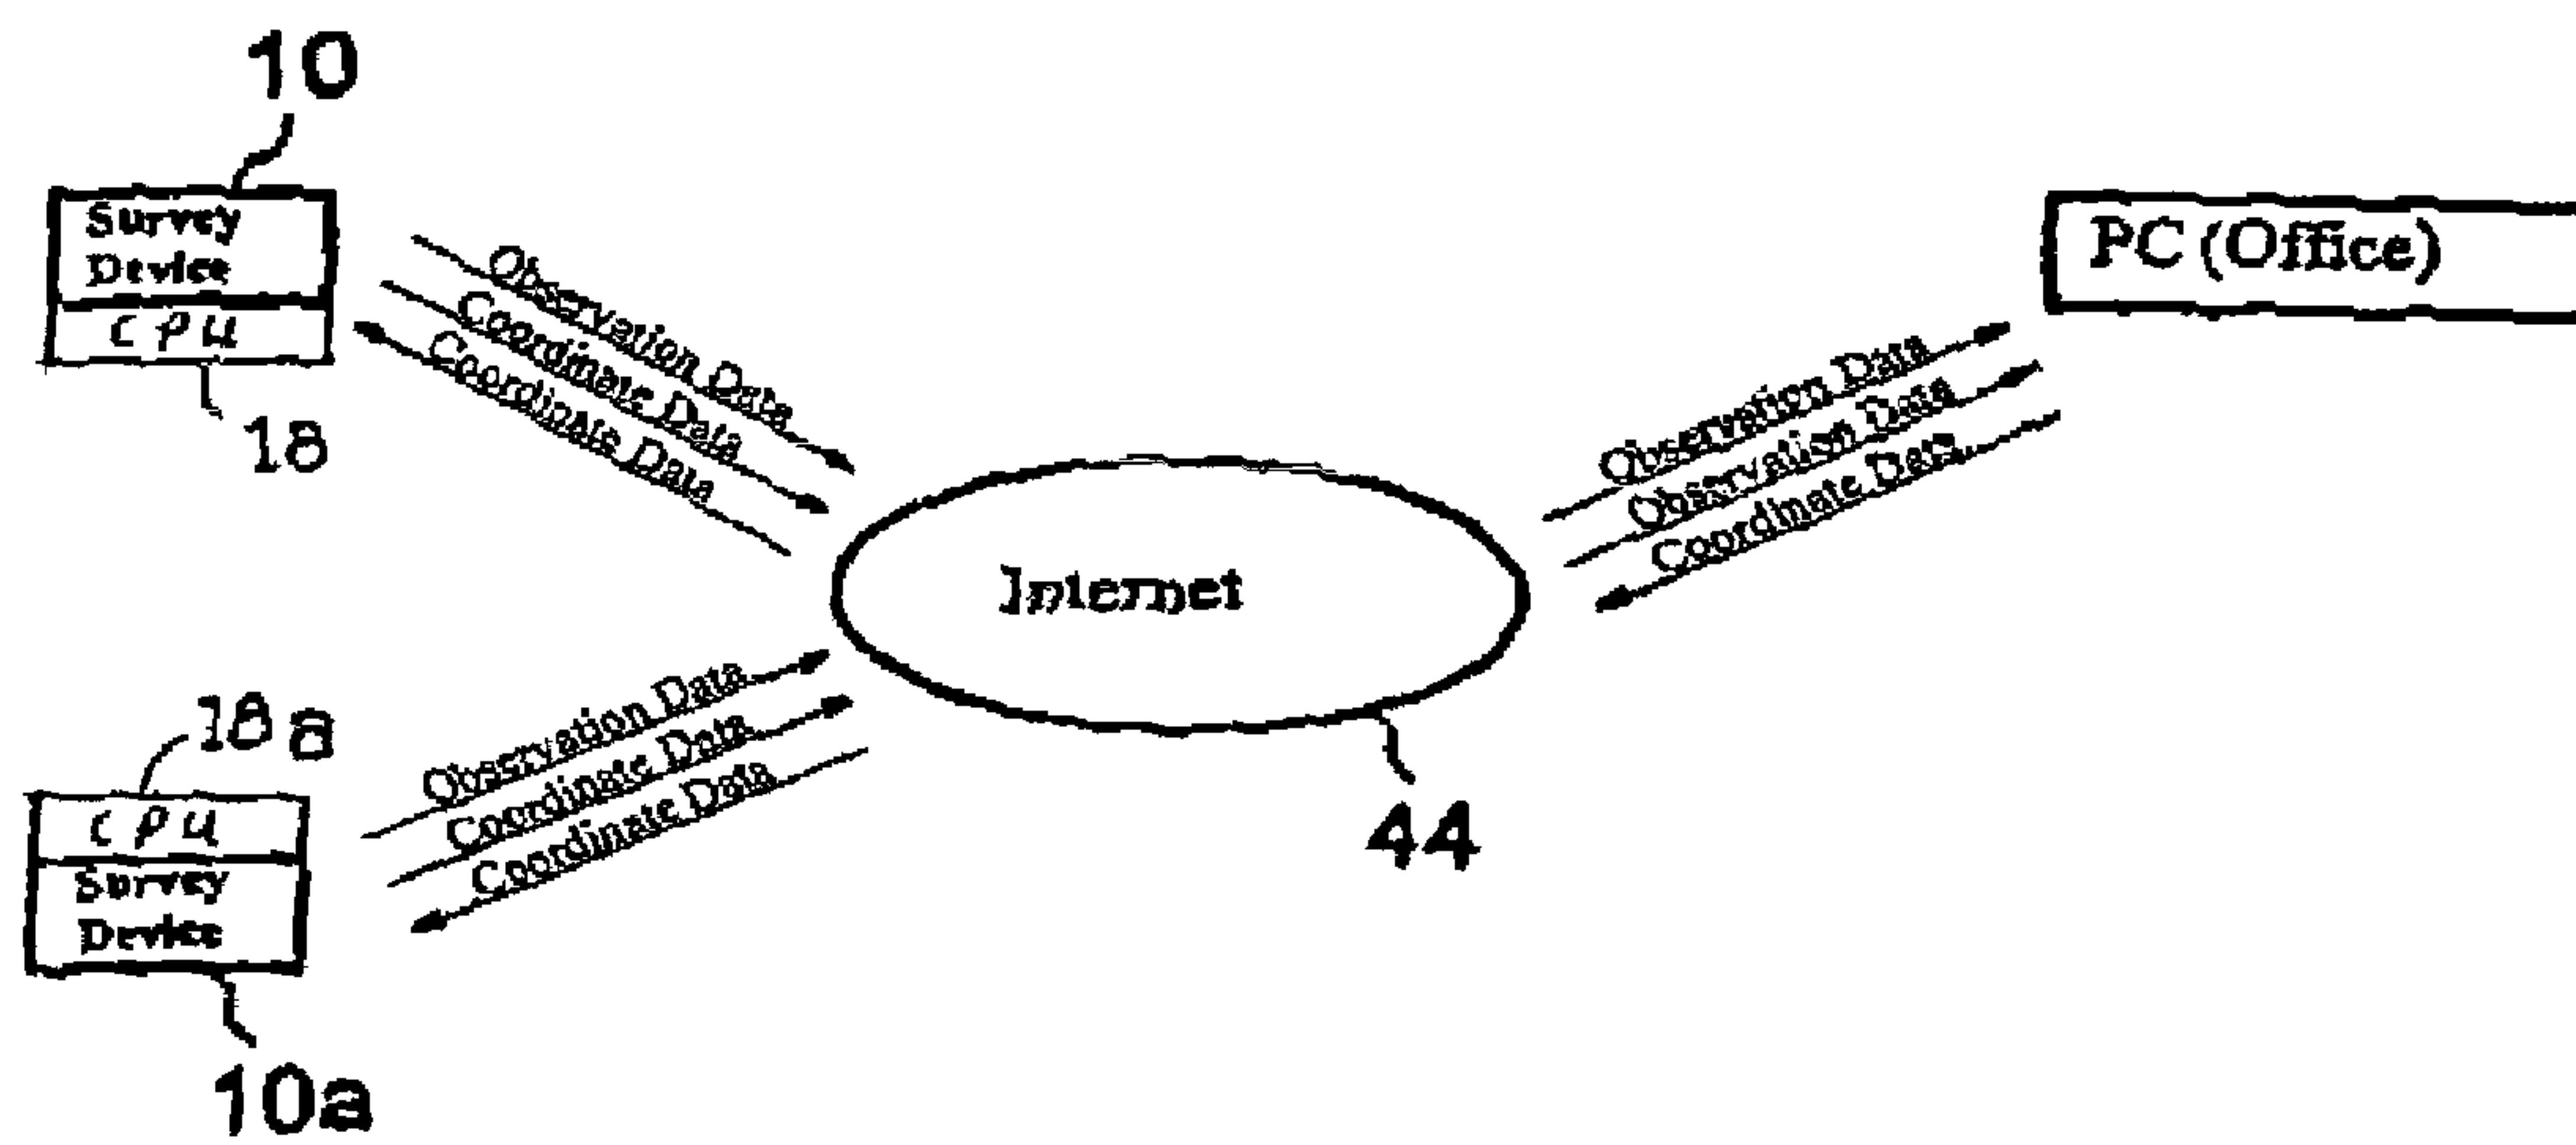 10
Survey
Device
CPU
18
Observation Data
Coordinate Data
Coordinate Data
PC (Office)
Observation Data
Observation Data
Coordinate Data
Internet
44
18a
CPU
Survey
Device
10a
Observation Data
Coordinate Data
Coordinate Data